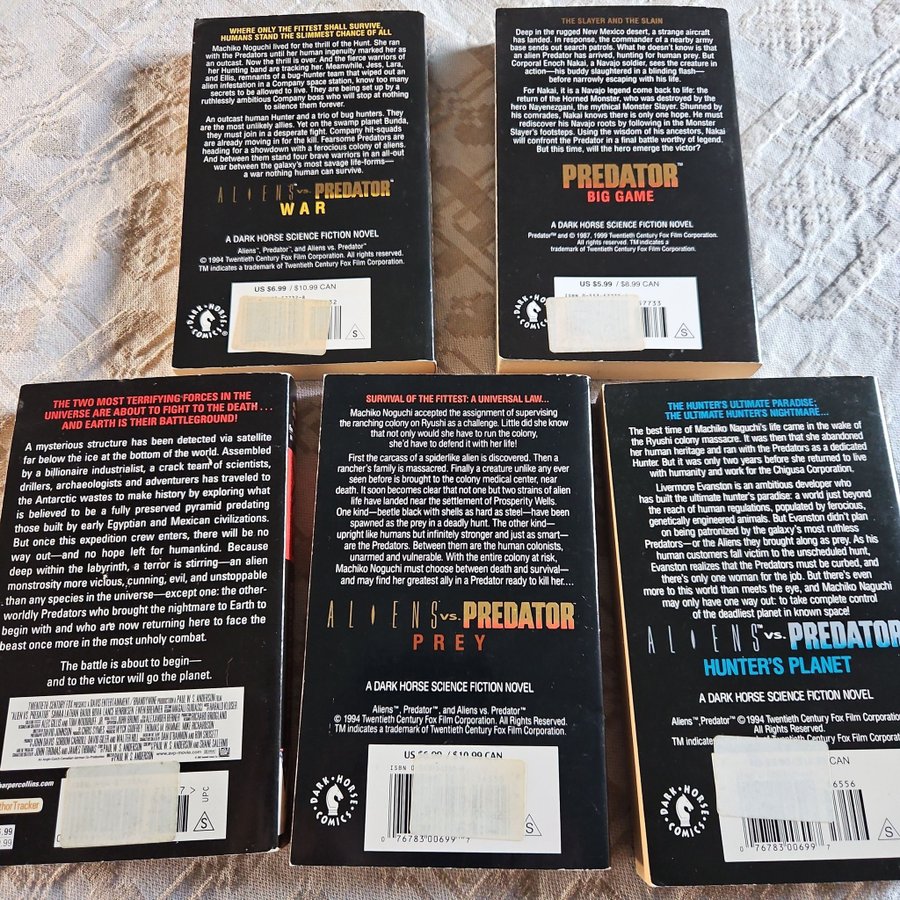 WHERE ONLY THE FITTEST SHALL SURVIVE,
HUMANS STAND THE SLIMMEST CHANCE OF ALL
Machiko Noguchi lived for the thrill of the Hunt. She ran
with the Predators until her human ingenuity marked her as
an outcast. Now the thrill is over. And the fierce warriors of
her Hunting band are tracking her. Meanwhile, Jess, Lara,
and Ellis, remnants of a bug-hunter team that wiped out an
alien infestation in a Company space station, know too many
secrets to be allowed to live. They are being set up by a
ruthlessly ambitious Company boss who will stop at nothing
to silence them forever.
An outcast human Hunter and a trio of bug hunters. They
are the most unlikely allies. Yet on the swamp planet Bunda,
they must join in a desperate fight. Company hit-squads
are already moving in for the kill. Fearsome Predators are
heading for a showdown with a ferocious colony of aliens.
And between them stand four brave warriors in an all-out
war between the galaxy's most savage life-forms—
a war nothing human can survive.
ALIENS™ vs. PREDATOR™
WAR
A DARK HORSE SCIENCE FICTION NOVEL
Aliens™, Predator™, and Aliens vs. Predator™
© 1994 Twentieth Century Fox Film Corporation. All rights reserved.
TM indicates a trademark of Twentieth Century Fox Film Corporation.
US $6.99 / $10.99 CAN
DARK HORSE COMICS
S
THE SLAYER AND THE SLAIN
Deep in the rugged New Mexico desert, a strange aircraft
has landed. In response, the commander of a nearby army
base sends out search patrols. What he doesn't know is that
an alien Predator has arrived, hunting for human prey. But
Corporal Enoch Nakai, a Navajo soldier, sees the creature in
action—his buddy slaughtered in a blinding flash—
before narrowly escaping with his life.
For Nakai, it is a Navajo legend come back to life: the
return of the Horned Monster, who was destroyed by the
hero Nayenezgani, the mythical Monster Slayer. Shunned by
his comrades, Nakai knows there is only one hope. He must
rediscover his Navajo roots by following in the Monster
Slayer's footsteps. Using the wisdom of his ancestors, Nakai
will confront the Predator in a final battle worthy of legend.
But this time, will the hero emerge the victor?
PREDATOR™
BIG GAME
A DARK HORSE SCIENCE FICTION NOVEL
Predator™ and © 1987, 1999 Twentieth Century Fox Film Corporation.
All rights reserved. TM indicates a
trademark of Twentieth Century Fox Film Corporation.
US $5.99 / $8.99 CAN
57733
DARK HORSE COMICS
S
THE TWO MOST TERRIFYING FORCES IN THE
UNIVERSE ARE ABOUT TO FIGHT TO THE DEATH . . .
AND EARTH IS THEIR BATTLEGROUND!
A mysterious structure has been detected via satellite
far below the ice at the bottom of the world. Assembled
by a billionaire industrialist, a crack team of scientists,
drillers, archaeologists and adventurers has traveled to
the Antarctic wastes to make history by exploring what
is believed to be a fully preserved pyramid predating
those built by early Egyptian and Mexican civilizations.
But once this expedition crew enters, there will be no
way out—and no hope left for humankind. Because
deep within the labyrinth, a terror is stirring—an alien
monstrosity more vicious, cunning, evil, and unstoppable
than any species in the universe—except one: the other-
worldly Predators who brought the nightmare to Earth to
begin with and who are now returning here to face the
beast once more in the most unholy combat.
The battle is about to begin—
and to the victor will go the planet.
PAUL W. S. ANDERSON
www.avp-movie.com
arpercollins.com
thorTracker
7>
UPC
S
SURVIVAL OF THE FITTEST: A UNIVERSAL LAW...
Machiko Noguchi accepted the assignment of supervising
the ranching colony on Ryushi as a challenge. Little did she know
that not only would she have to run the colony,
she'd have to defend it with her life!
First the carcass of a spiderlike alien is discovered. Then a
rancher's family is massacred. Finally a creature unlike any ever
seen before is brought to the colony medical center, near
death. It soon becomes clear that not one but two strains of alien
life have landed near the settlement of Prosperity Wells.
One kind—beetle black with shells as hard as steel—have been
spawned as the prey in a deadly hunt. The other kind—
upright like humans but infinitely stronger and just as smart—
are the Predators. Between them are the human colonists,
unarmed and vulnerable. With the entire colony at risk,
Machiko Noguchi must choose between death and survival—
and may find her greatest ally in a Predator ready to kill her....
ALIENS vs. PREDATOR
PREY
A DARK HORSE SCIENCE FICTION NOVEL
Aliens™, Predator™, and Aliens vs. Predator™
© 1994 Twentieth Century Fox Film Corporation. All Rights Reserved.
TM indicates a trademark of Twentieth Century Fox Film Corporation.
US $6.99 / $10.99 CAN
ISBN 0
DARK HORSE COMICS
0 76783 00699 7
S
THE HUNTER'S ULTIMATE PARADISE;
THE ULTIMATE HUNTER'S NIGHTMARE...
The best time of Machiko Naguchi's life came in the wake of
the Ryushi colony massacre. It was then that she abandoned
her human heritage and ran with the Predators as a dedicated
Hunter. But it was only two years before she returned to live
with humanity and work for the Chigusa Corporation.
Livermore Evanston is an ambitious developer who
has built the ultimate hunter's paradise: a world just beyond
the reach of human regulations, populated by ferocious,
genetically engineered animals. But Evanston didn't plan
on being patronized by the galaxy's most ruthless
Predators—or the Aliens they brought along as prey. As his
human customers fall victim to the unscheduled hunt,
Evanston realizes that the Predators must be curbed, and
there's only one woman for the job. But there's even
more to this world than meets the eye, and Machiko Naguchi
may only have one way out: to take complete control
of the deadliest planet in known space!
ALIENS™ vs. PREDATOR
HUNTER'S PLANET
A DARK HORSE SCIENCE FICTION NOVEL
Aliens™, Predator™ © 1994 Twentieth Century Fox Film Corporation.
All rights reserved.
TM indicates
Film Corporation.
CAN
6556
DARK HORSE COMICS
0 76783 00699 7
S